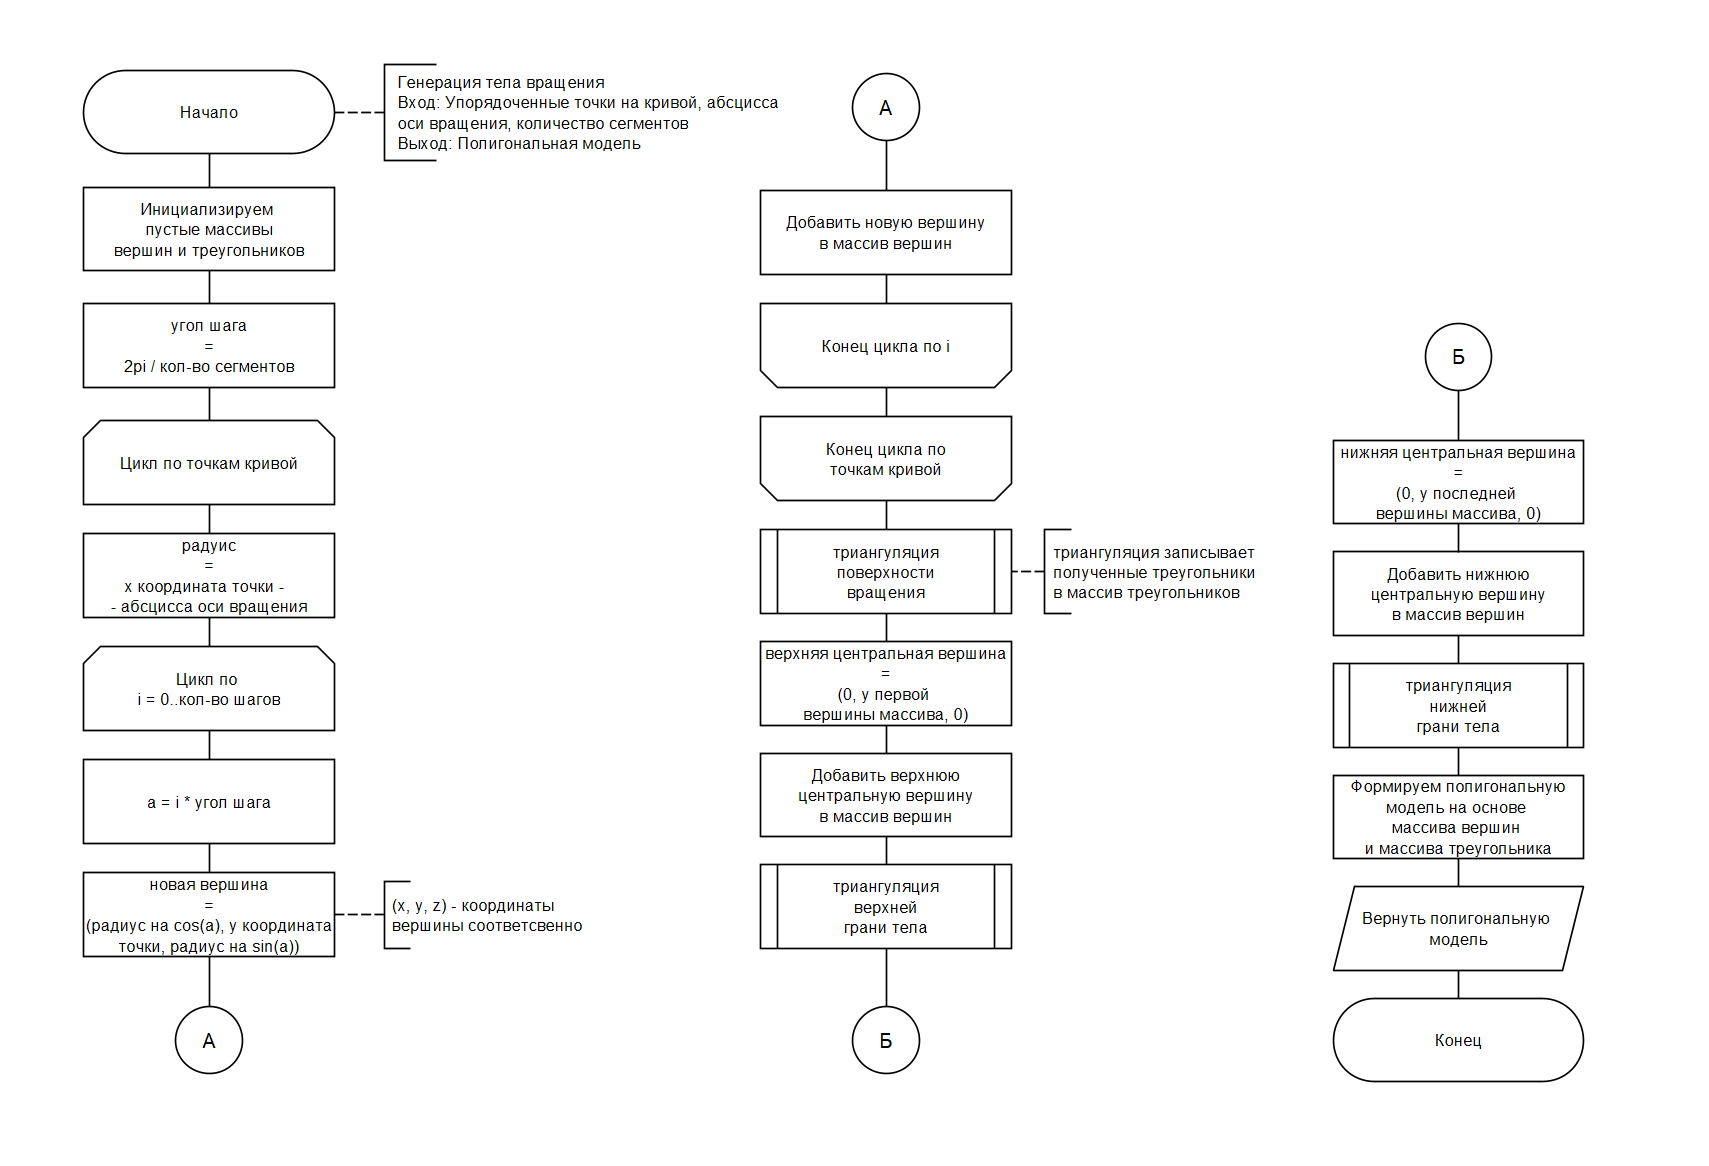 Начало
Генерация тела вращения
Вход: Упорядоченные точки на кривой, абсцисса
оси вращения, количество сегментов
Выход: Полигональная модель
Инициализируем
пустые массивы
вершин и треугольников
угол шага
=
2pi / кол-во сегментов
Цикл по точкам кривой
радуис
=
x координата точки -
- абсцисса оси вращения
Цикл по
i = 0..кол-во шагов
a = i * угол шага
новая вершина
=
(радиус на cos(a), y координата
точки, радиус на sin(a))
(x, y, z) - координаты
вершины соответсвенно
А
А
Добавить новую вершину
в массив вершин
Конец цикла по i
Конец цикла по
точкам кривой
триангуляция
поверхности
вращения
триангуляция записывает
полученные треугольники
в массив треугольников
верхняя центральная вершина
=
(0, y первой
вершины массива, 0)
Добавить верхнюю
центральную вершину
в массив вершин
триангуляция
верхней
грани тела
Б
Б
нижняя центральная вершина
=
(0, y последней
вершины массива, 0)
Добавить нижнюю
центральную вершину
в массив вершин
триангуляция
нижней
грани тела
Формируем полигональную
модель на основе
массива вершин
и массива треугольника
Вернуть полигональную
модель
Конец